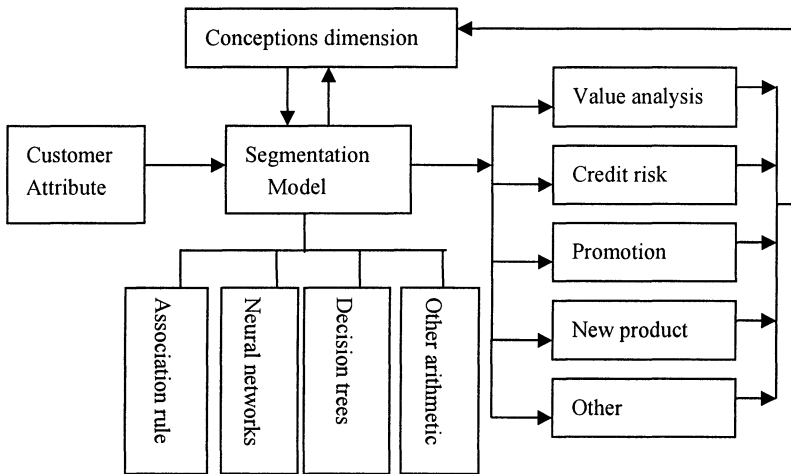 Conceptions dimension
Customer
Attribute
Segmentation
Model
Value analysis
Credit risk
Promotion
New product
Other
Association rule
Neural networks
Decision trees
Other arithmetic